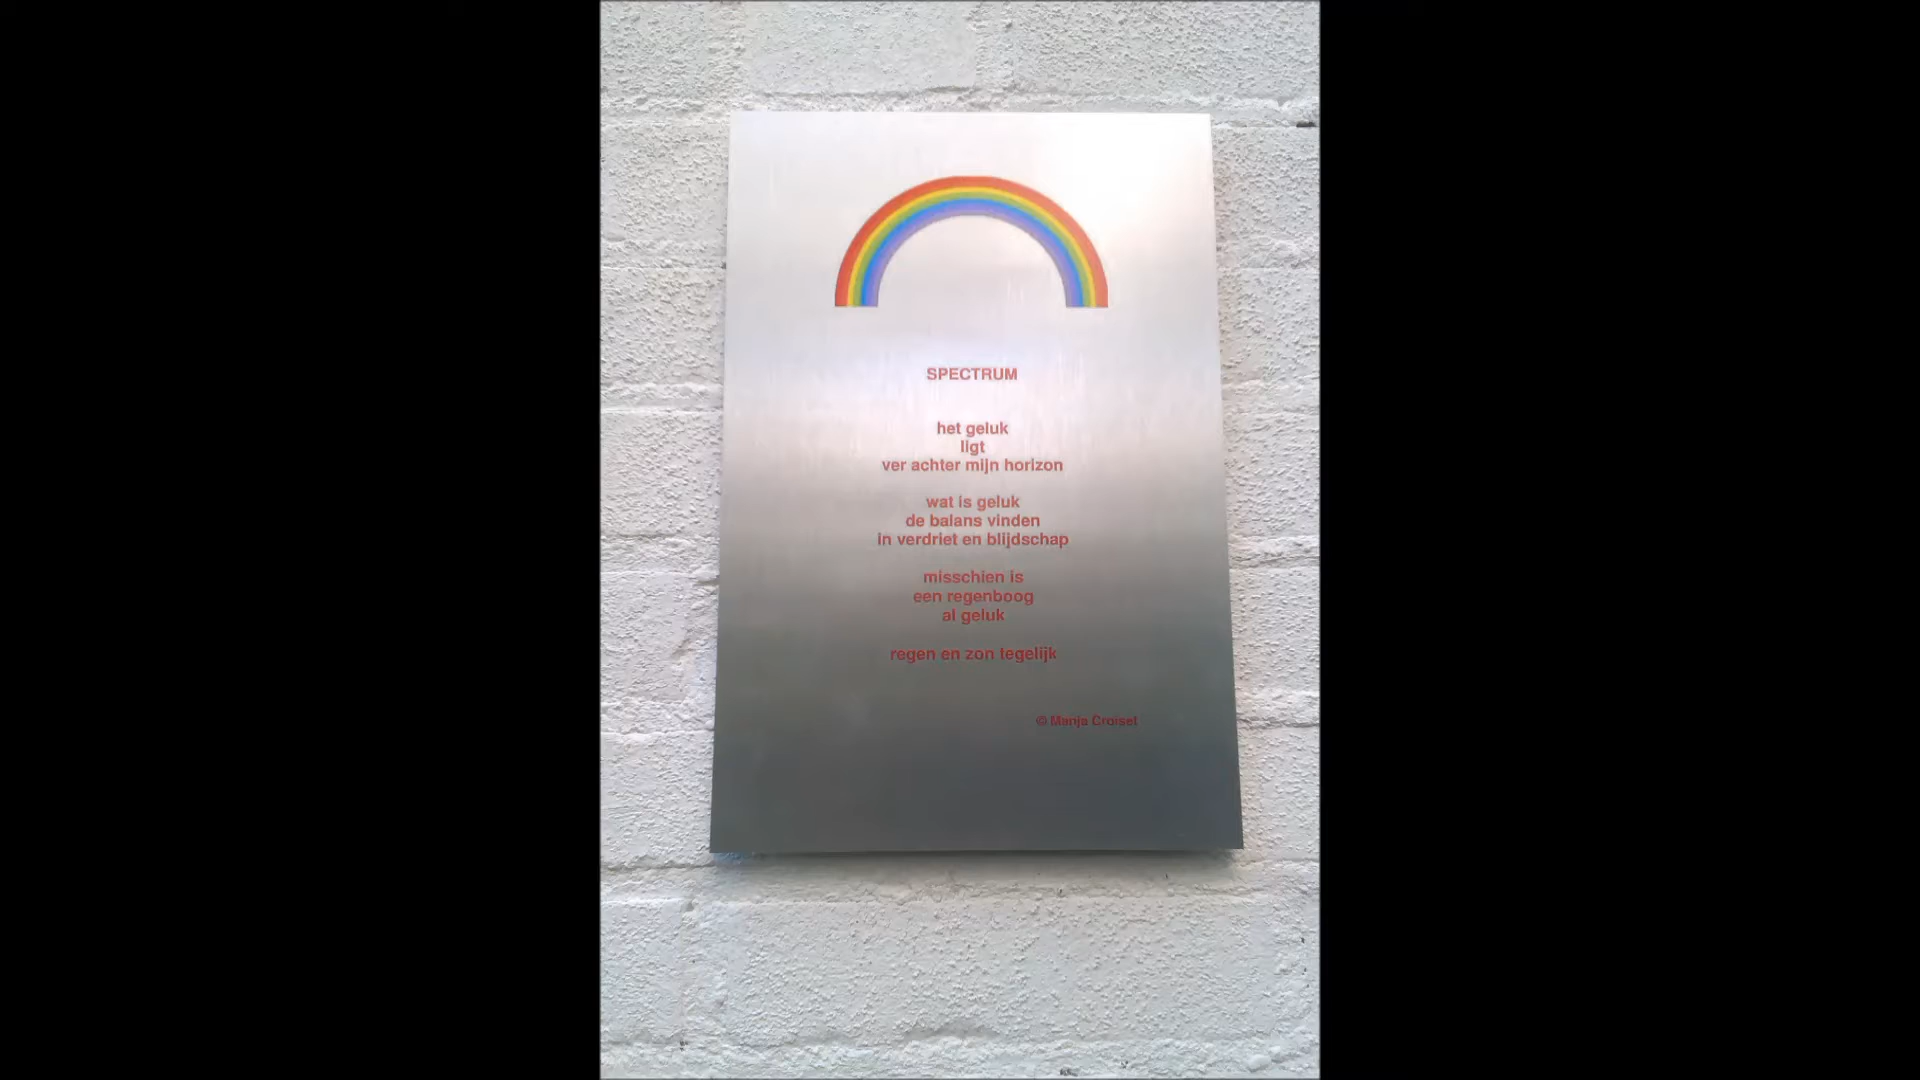 SPECTRUM
het geluk
ligt
ver achter mijn horizon
wat is geluk
de balans vinden
in verdriet en blijdschap
misschien is
een regenboog
al geluk
regen en zon tegelijk
© Manja Croiset